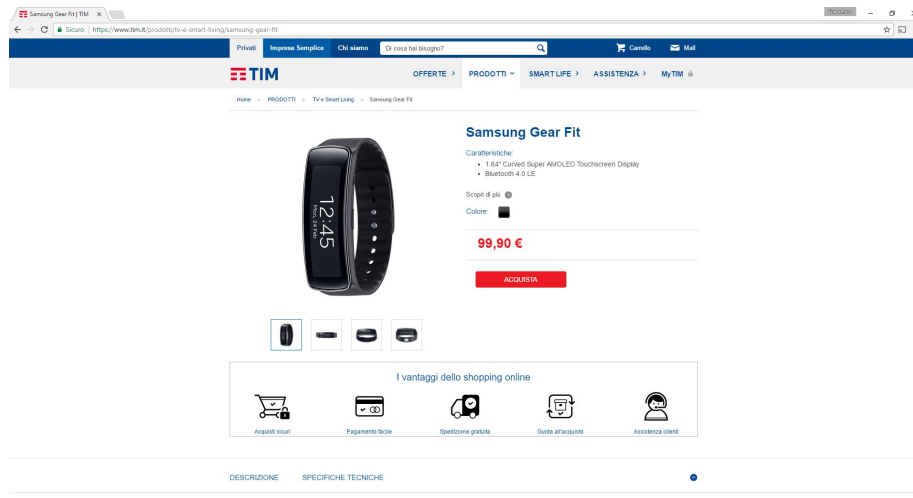 Samsung Gear Fit | TIM
Francesco
Sicuro | https://www.tim.it/prodotti/tv-e-smart-living/samsung-gear-fit
Privati Impresa Semplice Chi siamo Di cosa hai bisogno? Carrello Mail
TIM OFFERTE PRODOTTI SMART LIFE ASSISTENZA MyTIM
Home PRODOTTI TV e Smart Living Samsung Gear Fit
Samsung Gear Fit
Caratteristiche:
1.84" Curved Super AMOLED Touchscreen Display
Bluetooth 4.0 LE
Scopri di più
Colore:
12:45
Mon, 24 Feb
99,90 €
ACQUISTA
I vantaggi dello shopping online
Acquisti sicuri Pagamento facile Spedizione gratuita Guida all'acquisto Assistenza clienti
DESCRIZIONE SPECIFICHE TECNICHE